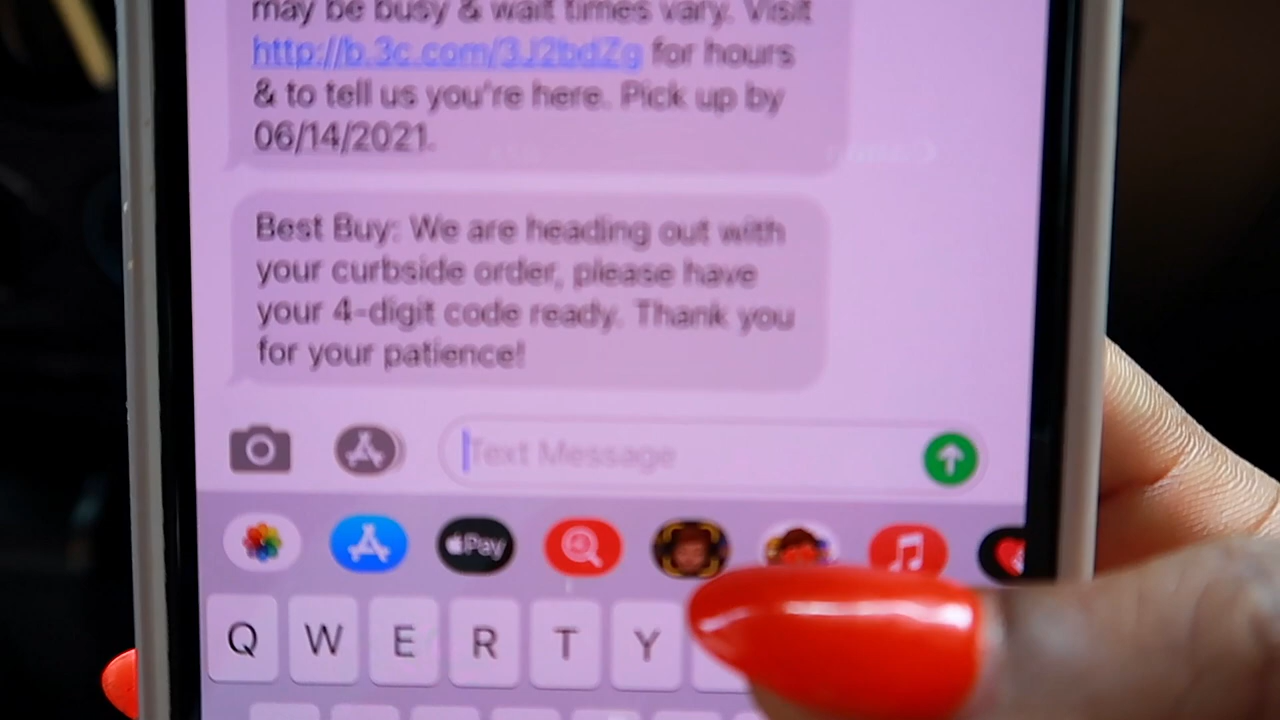 may be busy & wait times vary. Visit
http://b.3c.com/3J2bdZg for hours
& to tell us you're here. Pick up by
06/14/2021.
Best Buy: We are heading out with
your curbside order, please have
your 4-digit code ready. Thank you
for your patience!
Text Message
Pay
Q W E R T Y